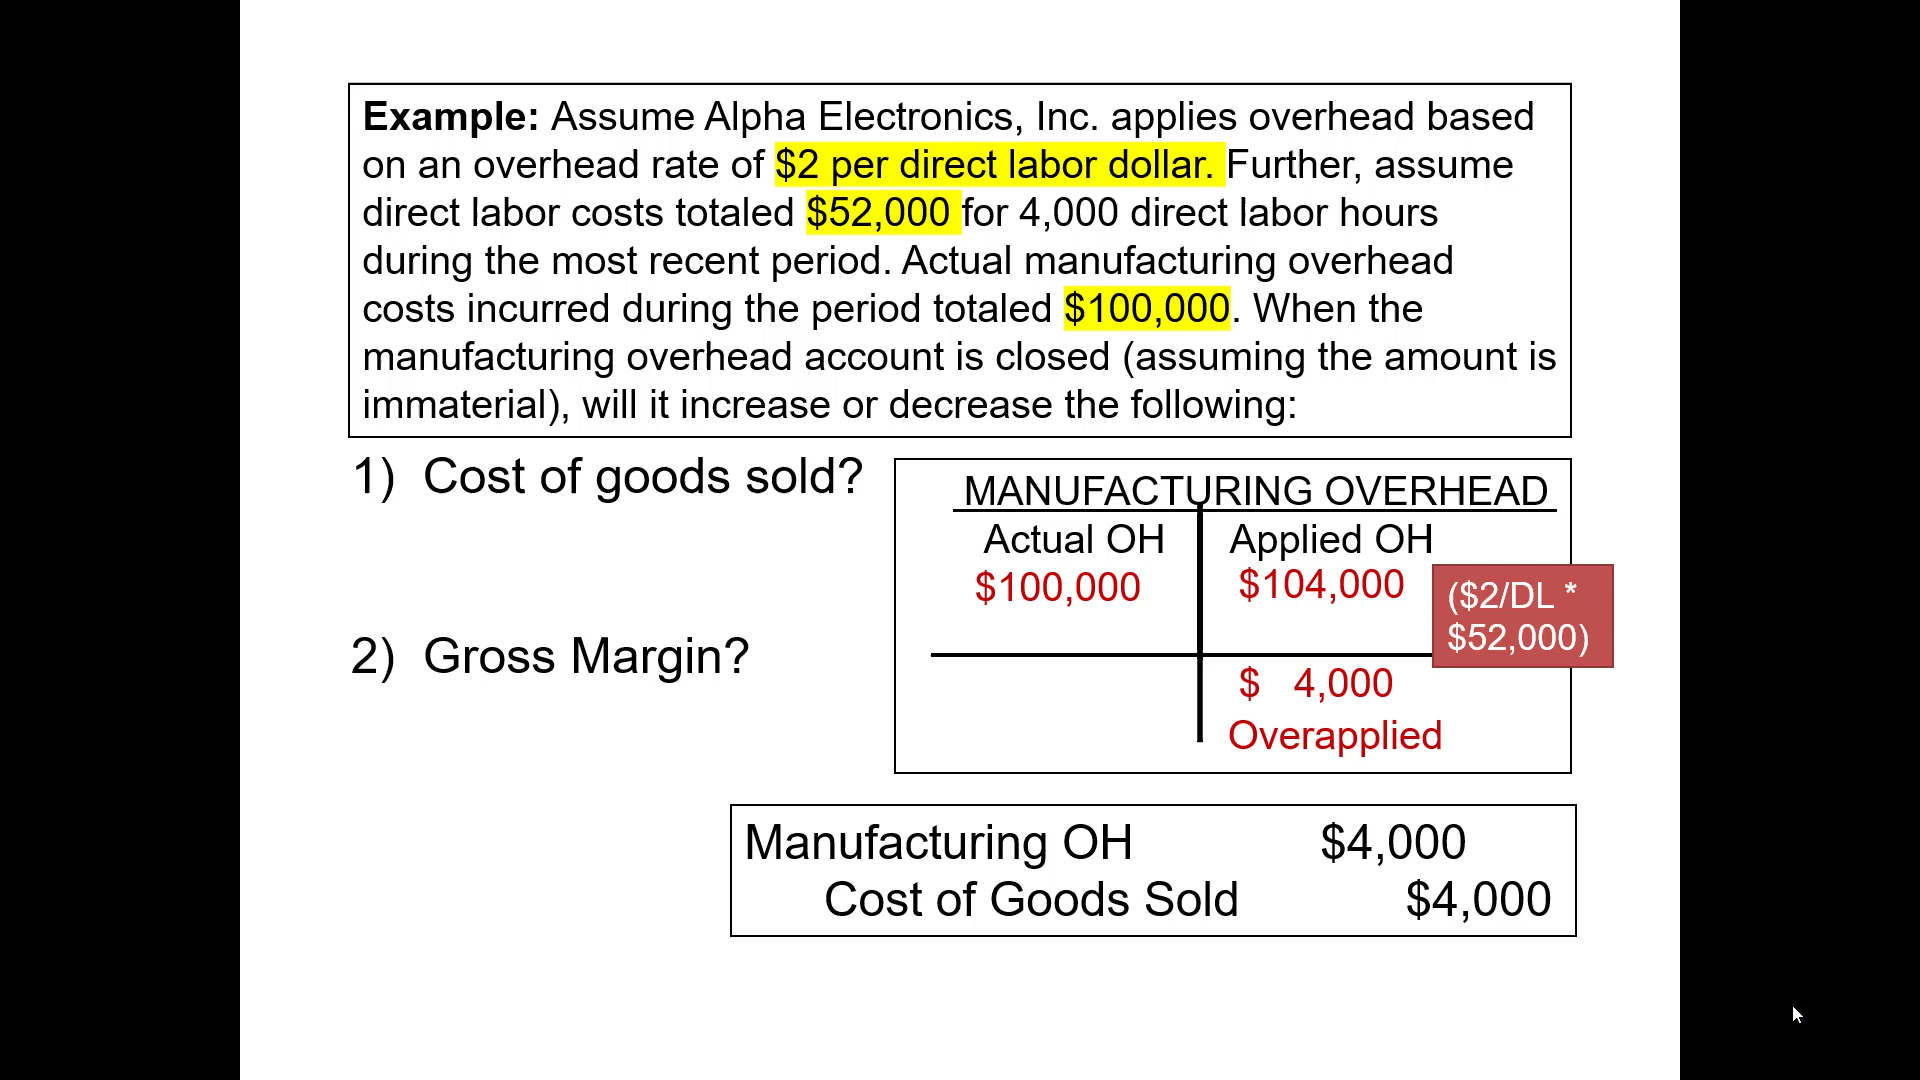 Example: Assume Alpha Electronics, Inc. applies overhead based
on an overhead rate of $2 per direct labor dollar. Further, assume
direct labor costs totaled $52,000 for 4,000 direct labor hours
during the most recent period. Actual manufacturing overhead
costs incurred during the period totaled $100,000. When the
manufacturing overhead account is closed (assuming the amount is
immaterial), will it increase or decrease the following:
1) Cost of goods sold?
2) Gross Margin?
MANUFACTURING OVERHEAD
Actual OH Applied OH
$100,000 $104,000
($2/DL *
$52,000)
$ 4,000
Overapplied
Manufacturing OH $4,000
Cost of Goods Sold $4,000